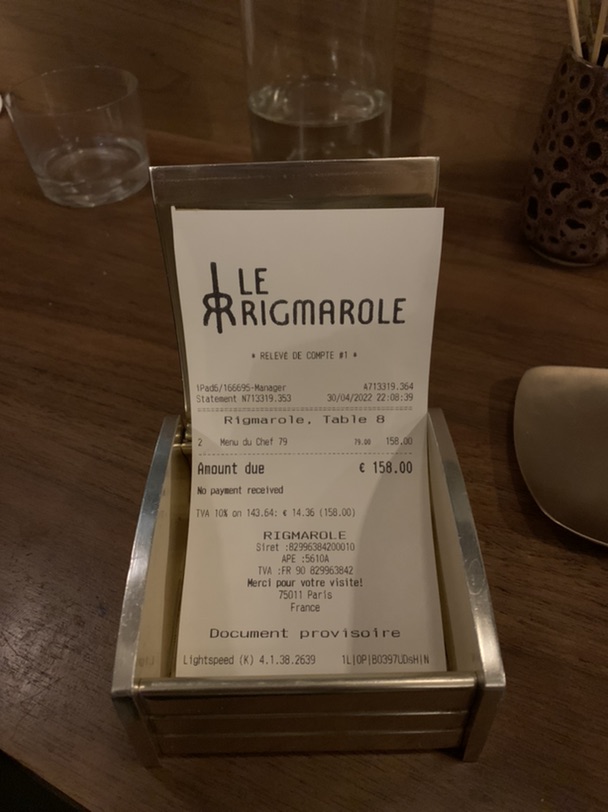 LE
RIGMAROLE
* RELEVE DE COMPTE #1 *
iPad6/166695-Manager A713319.364
Statement N713319.353 30/04/2022 22:08:39
Rigmarole, Table 8
2 Menu du Chef 79 79.00 158.00
Amount due € 158.00
No payment received
TVA 10% on 143.64: € 14.36 (158.00)
RIGMAROLE
Siret :82996384200010
APE :5610A
TVA :FR 90 829963842
Merci pour votre visite!
75011 Paris
France
Document provisoire
Lightspeed (K) 4.1.38.2639 1L|OP|B0397UDsH|N